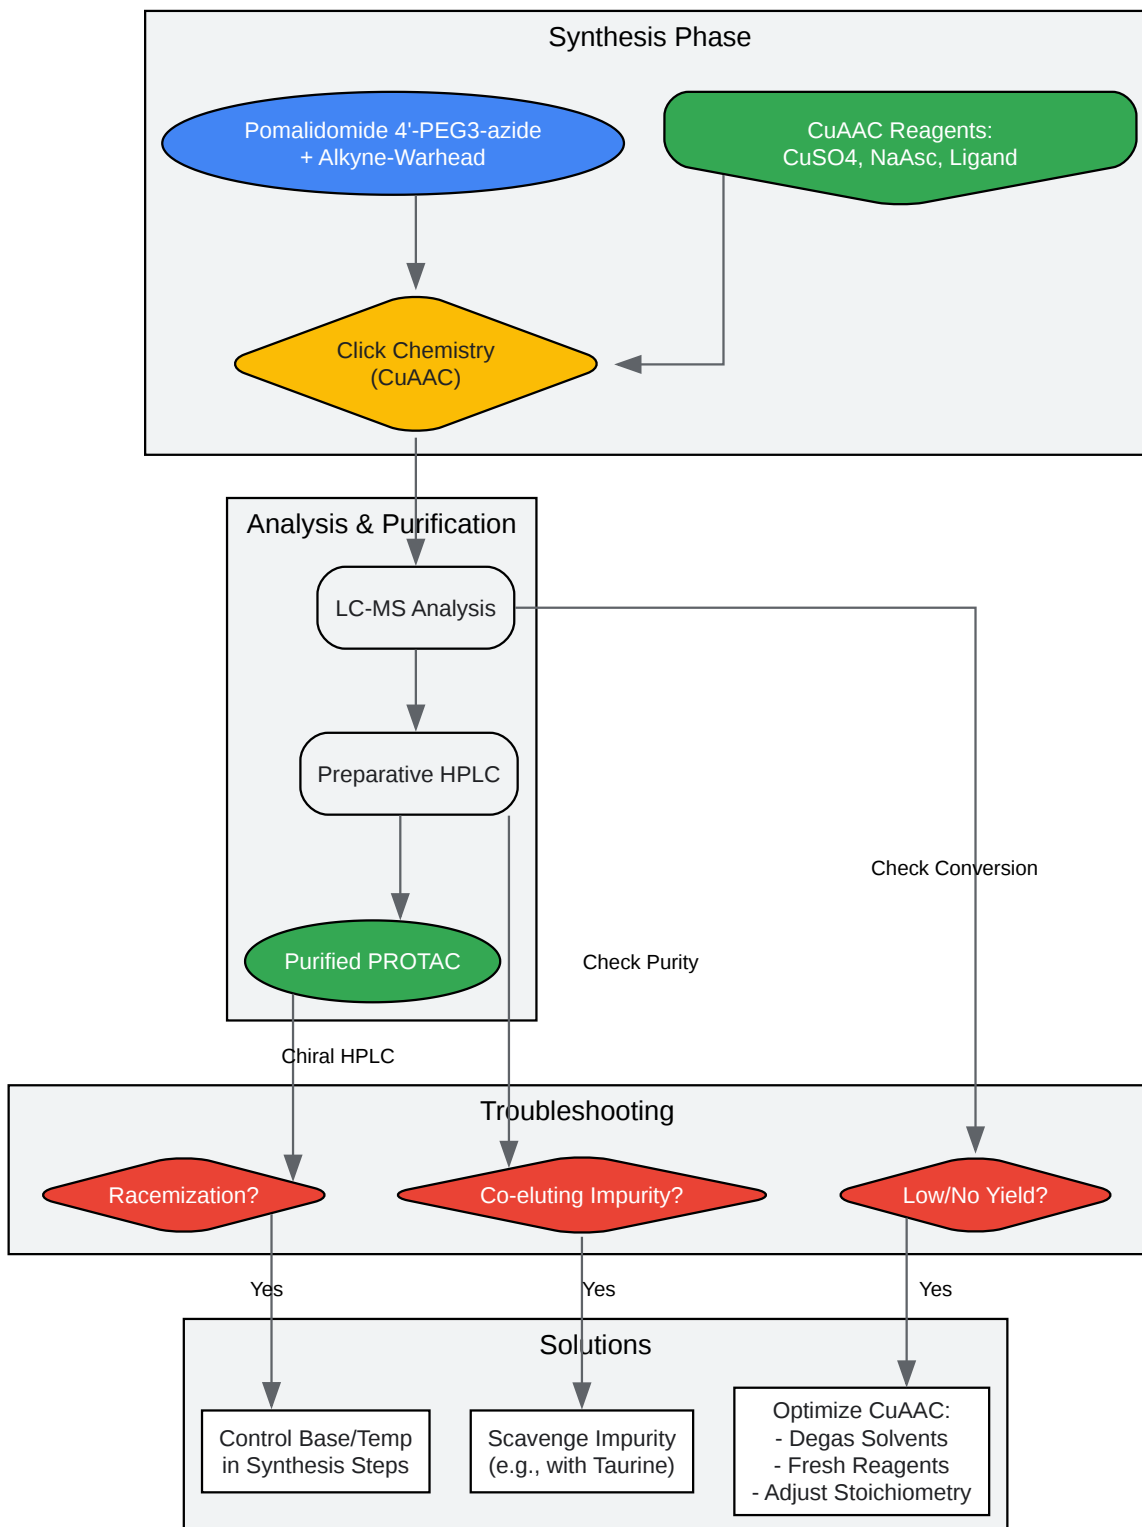 Synthesis Phase
Pomalidomide 4'-PEG3-azide
+ Alkyne-Warhead
CuAAC Reagents:
CuSO4, NaAsc, Ligand
Click Chemistry
(CuAAC)
Analysis & Purification
LC-MS Analysis
Preparative HPLC
Check Conversion
Purified PROTAC
Check Purity
Chiral HPLC
Troubleshooting
Racemization?
Co-eluting Impurity?
Low/No Yield?
Yes
Yes
Yes
Solutions
Control Base/Temp
in Synthesis Steps
Scavenge Impurity
(e.g., with Taurine)
Optimize CuAAC:
- Degas Solvents
- Fresh Reagents
- Adjust Stoichiometry